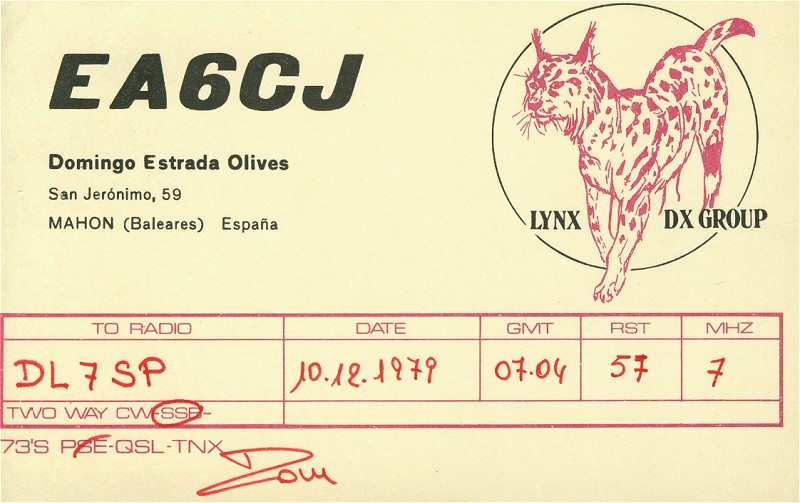 EA6CJ
Domingo Estrada Olives
San Jerónimo, 59
MAHON (Baleares) España
LYNX DX GROUP
TO RADIO DATE GMT RST MHZ
DL7SP 10.12.1979 07.04 57 7
TWO WAY CW-SSB-
73'S PSE-QSL-TNX
Dom